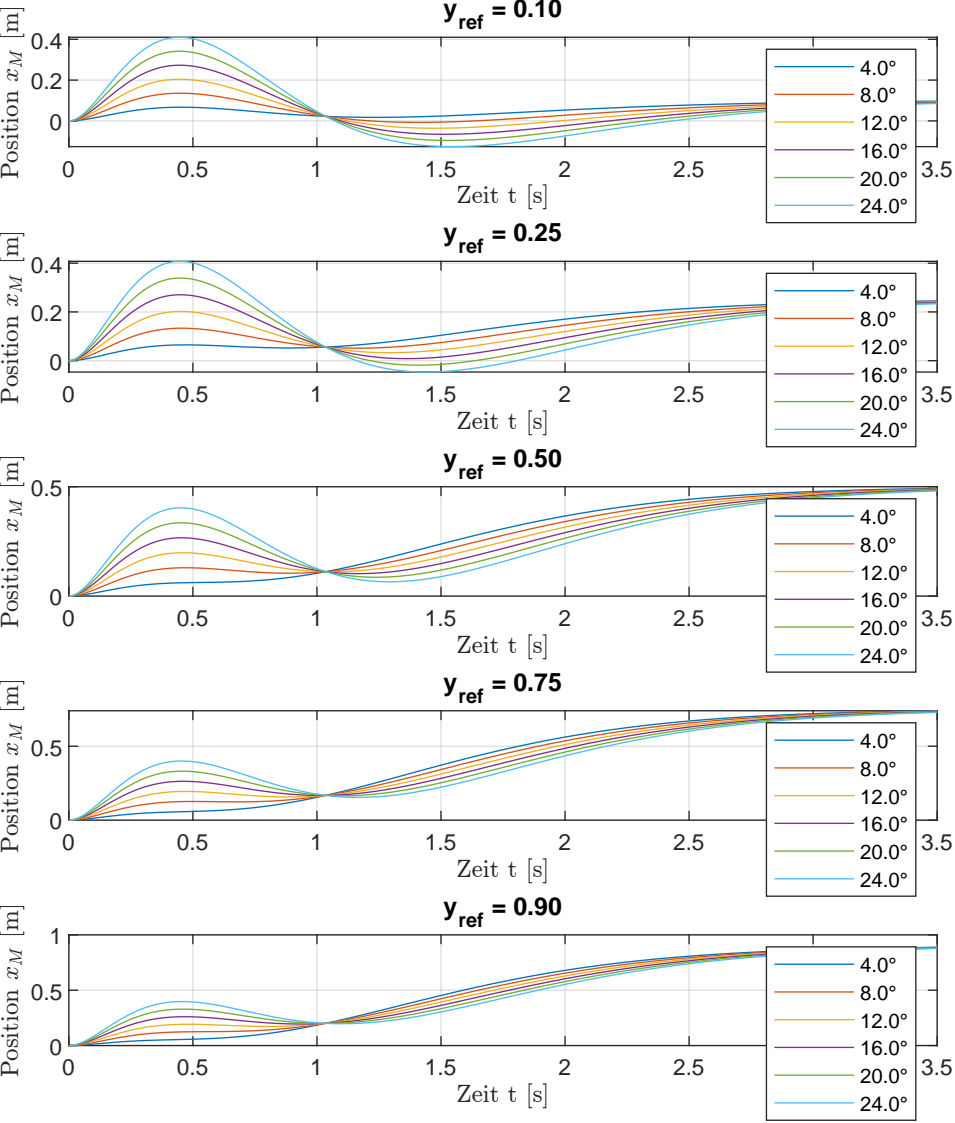 y_ref = 0.10
Position x_M [m]
0.4
0.2
0
0 0.5 1 1.5 2 2.5 3.5
Zeit t [s]
4.0°
8.0°
12.0°
16.0°
20.0°
24.0°
y_ref = 0.25
Position x_M [m]
0.4
0.2
0
0 0.5 1 1.5 2 2.5 3.5
Zeit t [s]
4.0°
8.0°
12.0°
16.0°
20.0°
24.0°
y_ref = 0.50
Position x_M [m]
0.5
0
0 0.5 1 1.5 2 2.5 3.5
Zeit t [s]
4.0°
8.0°
12.0°
16.0°
20.0°
24.0°
y_ref = 0.75
Position x_M [m]
0.5
0
0 0.5 1 1.5 2 2.5 3.5
Zeit t [s]
4.0°
8.0°
12.0°
16.0°
20.0°
24.0°
y_ref = 0.90
Position x_M [m]
1
0.5
0
0 0.5 1 1.5 2 2.5 3.5
Zeit t [s]
4.0°
8.0°
12.0°
16.0°
20.0°
24.0°